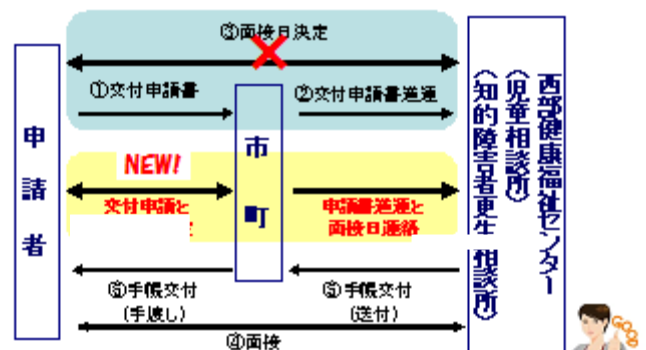 ③面接日決定
①交付申請書
②交付申請書進達
申請者
市町
西部健康福祉センター
(児童相談所)
(知的障害者更生相談所)
NEW!
交付申請と
申請書進達と
面接日連絡
⑤手帳交付
(送付)
手帳交付
(手渡し)
④面接